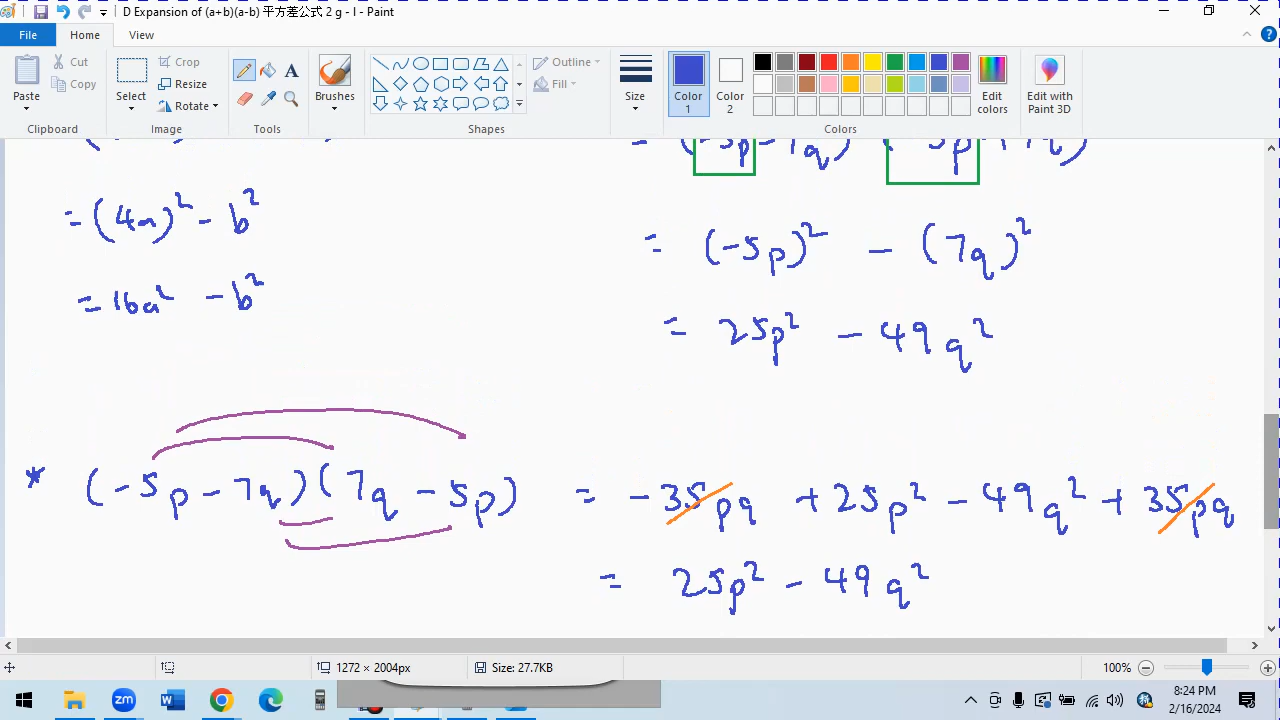 D Expansion of (a+b)(a-b) 平方差公式 2 g - l - Paint
File Home View
Paste Cut Copy
Clipboard
Select Resize Rotate
Image
Tools
Brushes
Outline Fill
Shapes
Size
Color 1 Color 2
Edit colors Edit with Paint 3D
Colors
= (-5p - 7q)
= (4a)² - b²
= (-5p)² - (7q)²
= 16a² - b²
= 25p² - 49q²
* (-5p - 7q)(7q - 5p) = -35pq + 25p² - 49q² + 35pq
= 25p² - 49q²
1272 × 2004px Size: 27.7KB 100%
8:24 PM
2/16/2024